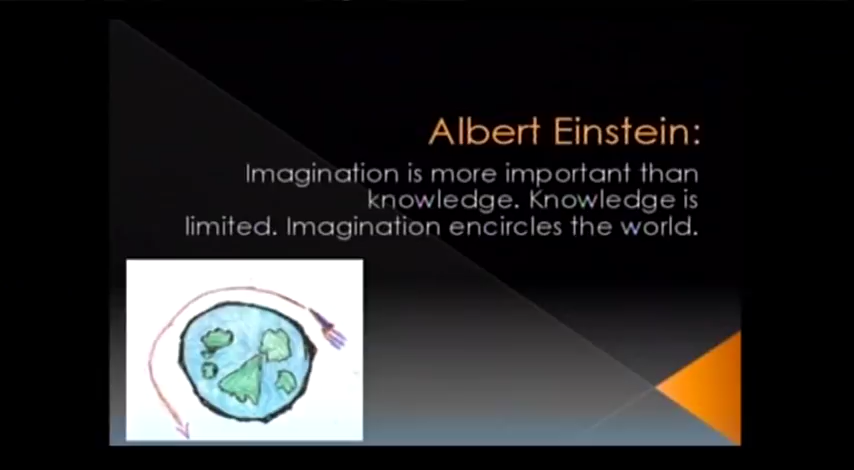 Albert Einstein:
Imagination is more important than
knowledge. Knowledge is
limited. Imagination encircles the world.